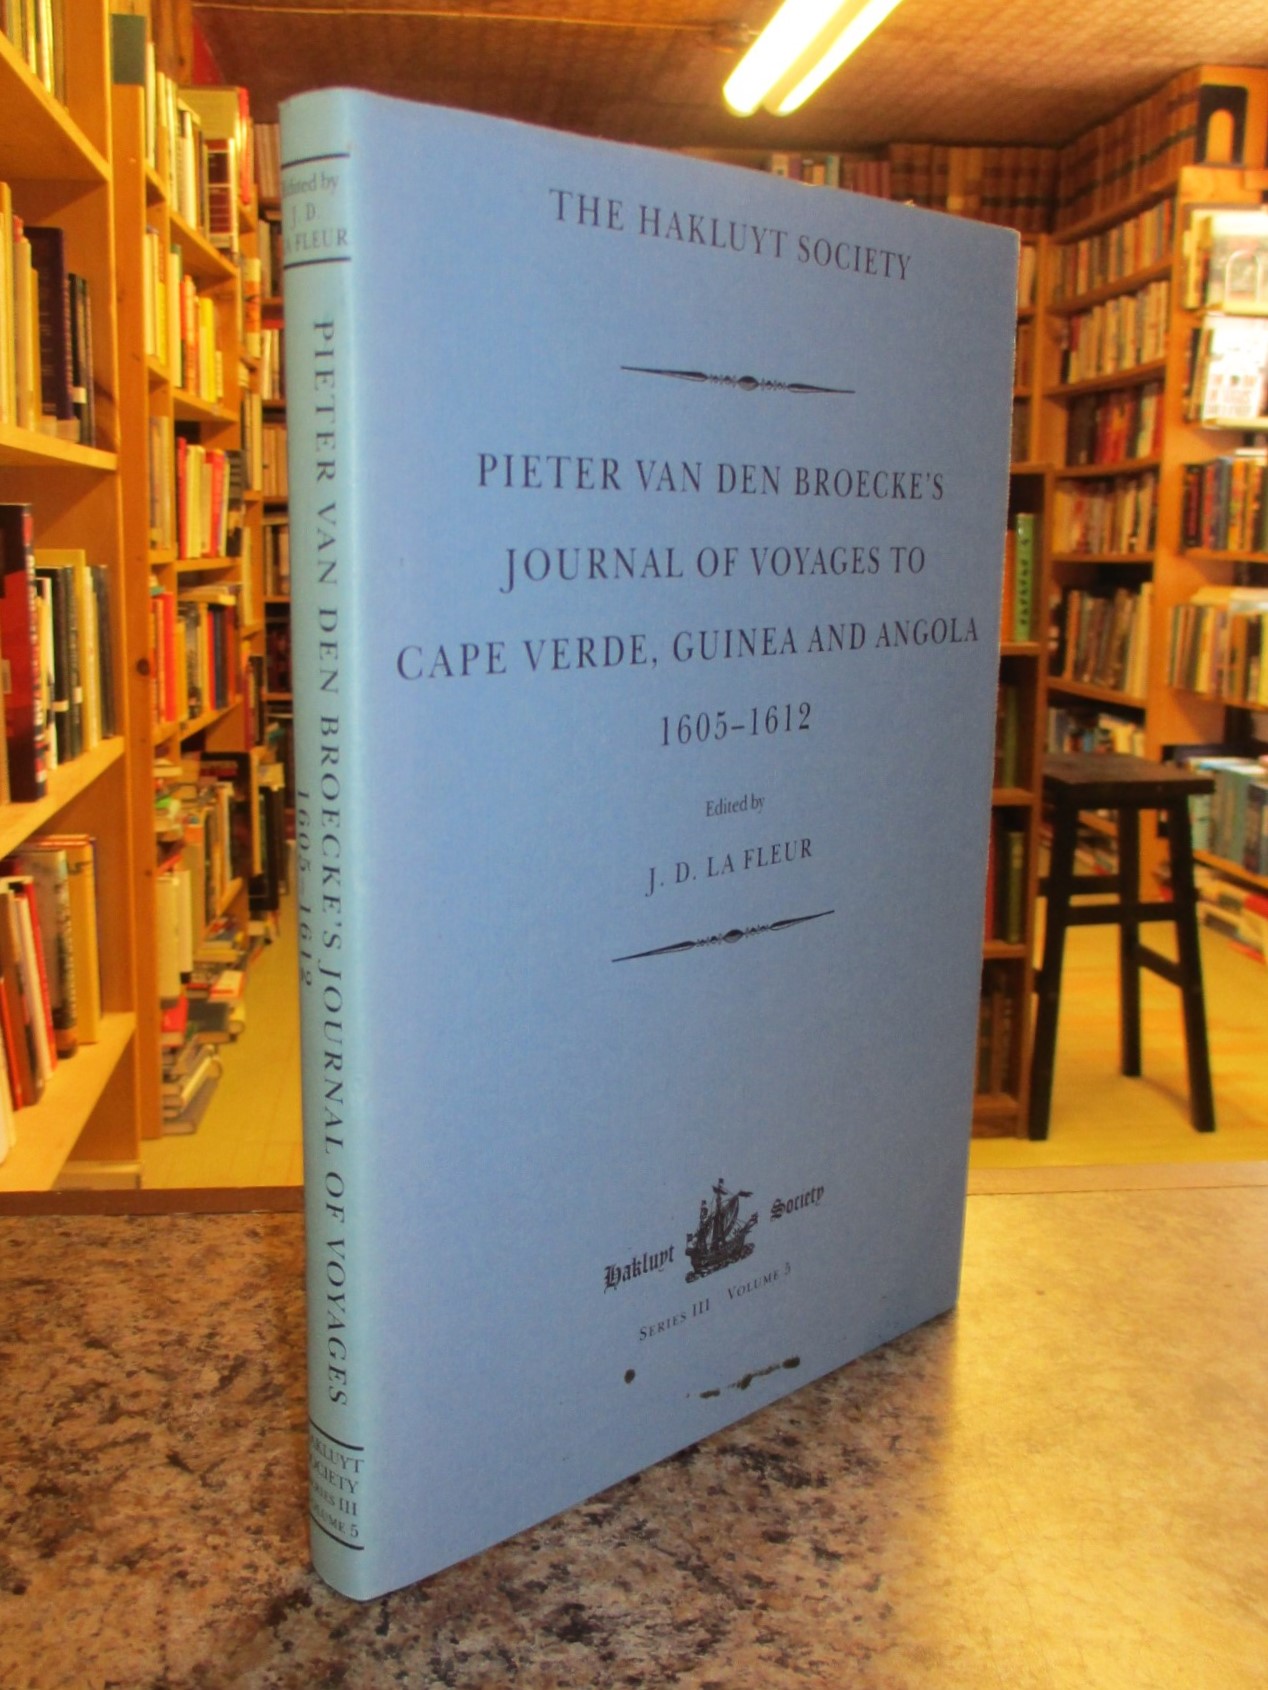 THE HAKLUYT SOCIETY
PIETER VAN DEN BROECKE'S
JOURNAL OF VOYAGES TO
CAPE VERDE, GUINEA AND ANGOLA
1605–1612
Edited by
J. D. LA FLEUR
Hakluyt Society
SERIES III VOLUME 5
Edited by
J. D.
LA FLEUR
PIETER VAN DEN BROECKE'S JOURNAL OF VOYAGES
1605–1612
HAKLUYT
SOCIETY
SERIES III
VOLUME 5